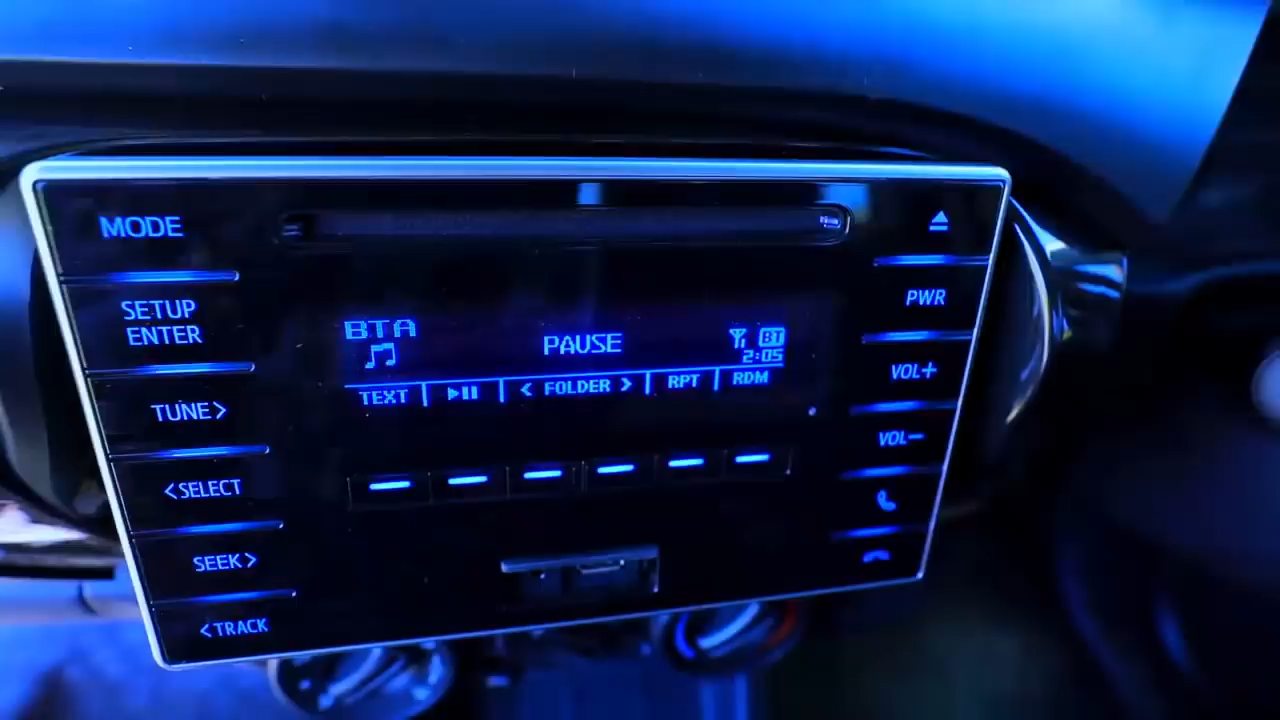 MODE
SETUP
ENTER
TUNE>
<SELECT
SEEK>
<TRACK
BTA
PAUSE
BT
2:05
TEXT
< FOLDER >
RPT
RDM
PWR
VOL+
VOL−